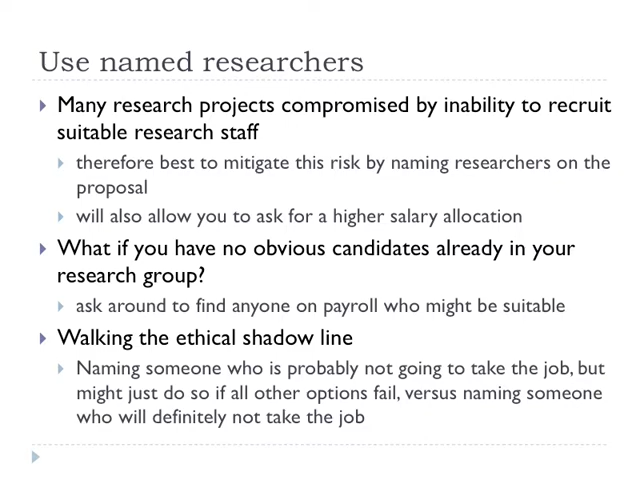 Use named researchers
Many research projects compromised by inability to recruit
suitable research staff
therefore best to mitigate this risk by naming researchers on the
proposal
will also allow you to ask for a higher salary allocation
What if you have no obvious candidates already in your
research group?
ask around to find anyone on payroll who might be suitable
Walking the ethical shadow line
Naming someone who is probably not going to take the job, but
might just do so if all other options fail, versus naming someone
who will definitely not take the job